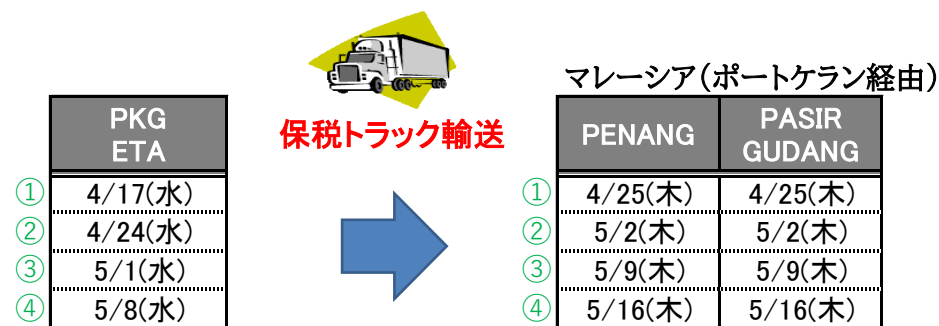 マレーシア(ポートケラン経由)
保税トラック輸送
PKG
ETA
PENANG
PASIR
GUDANG
① 4/17(水) ① 4/25(木) 4/25(木)
② 4/24(水) ② 5/2(木) 5/2(木)
③ 5/1(水) ③ 5/9(木) 5/9(木)
④ 5/8(水) ④ 5/16(木) 5/16(木)